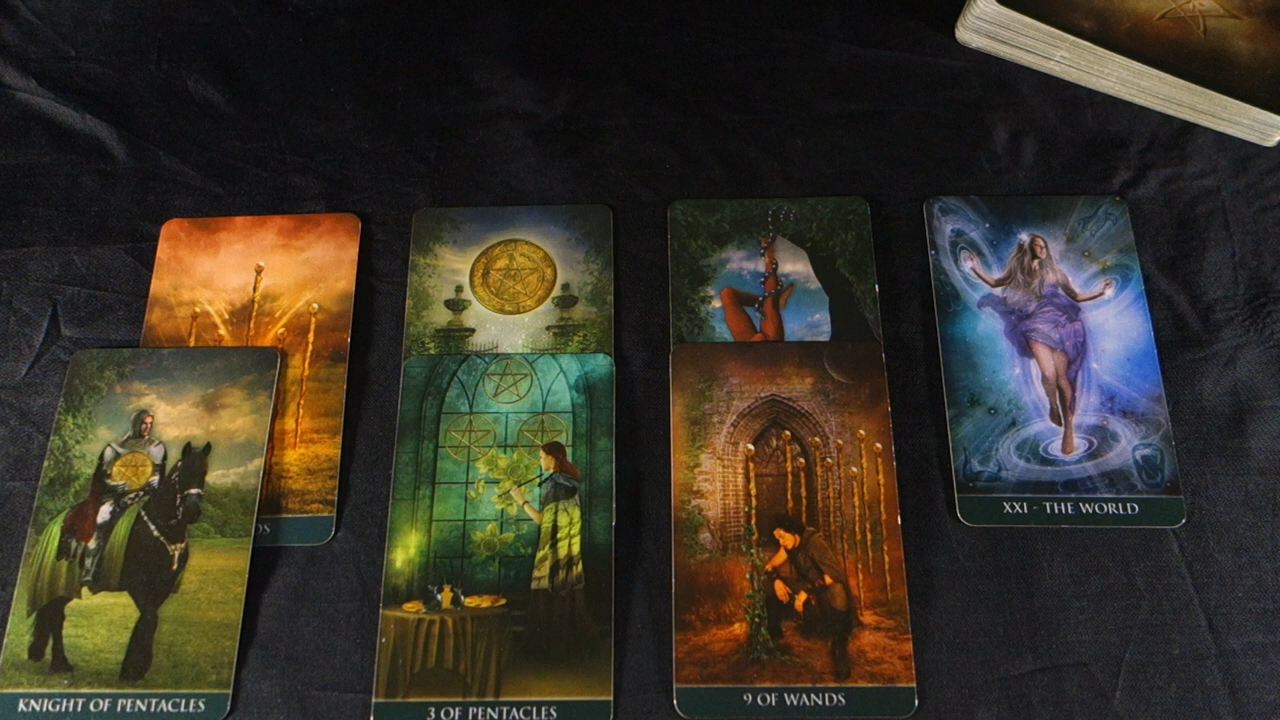 KNIGHT OF PENTACLES
3 OF PENTACLES
9 OF WANDS
XXI - THE WORLD